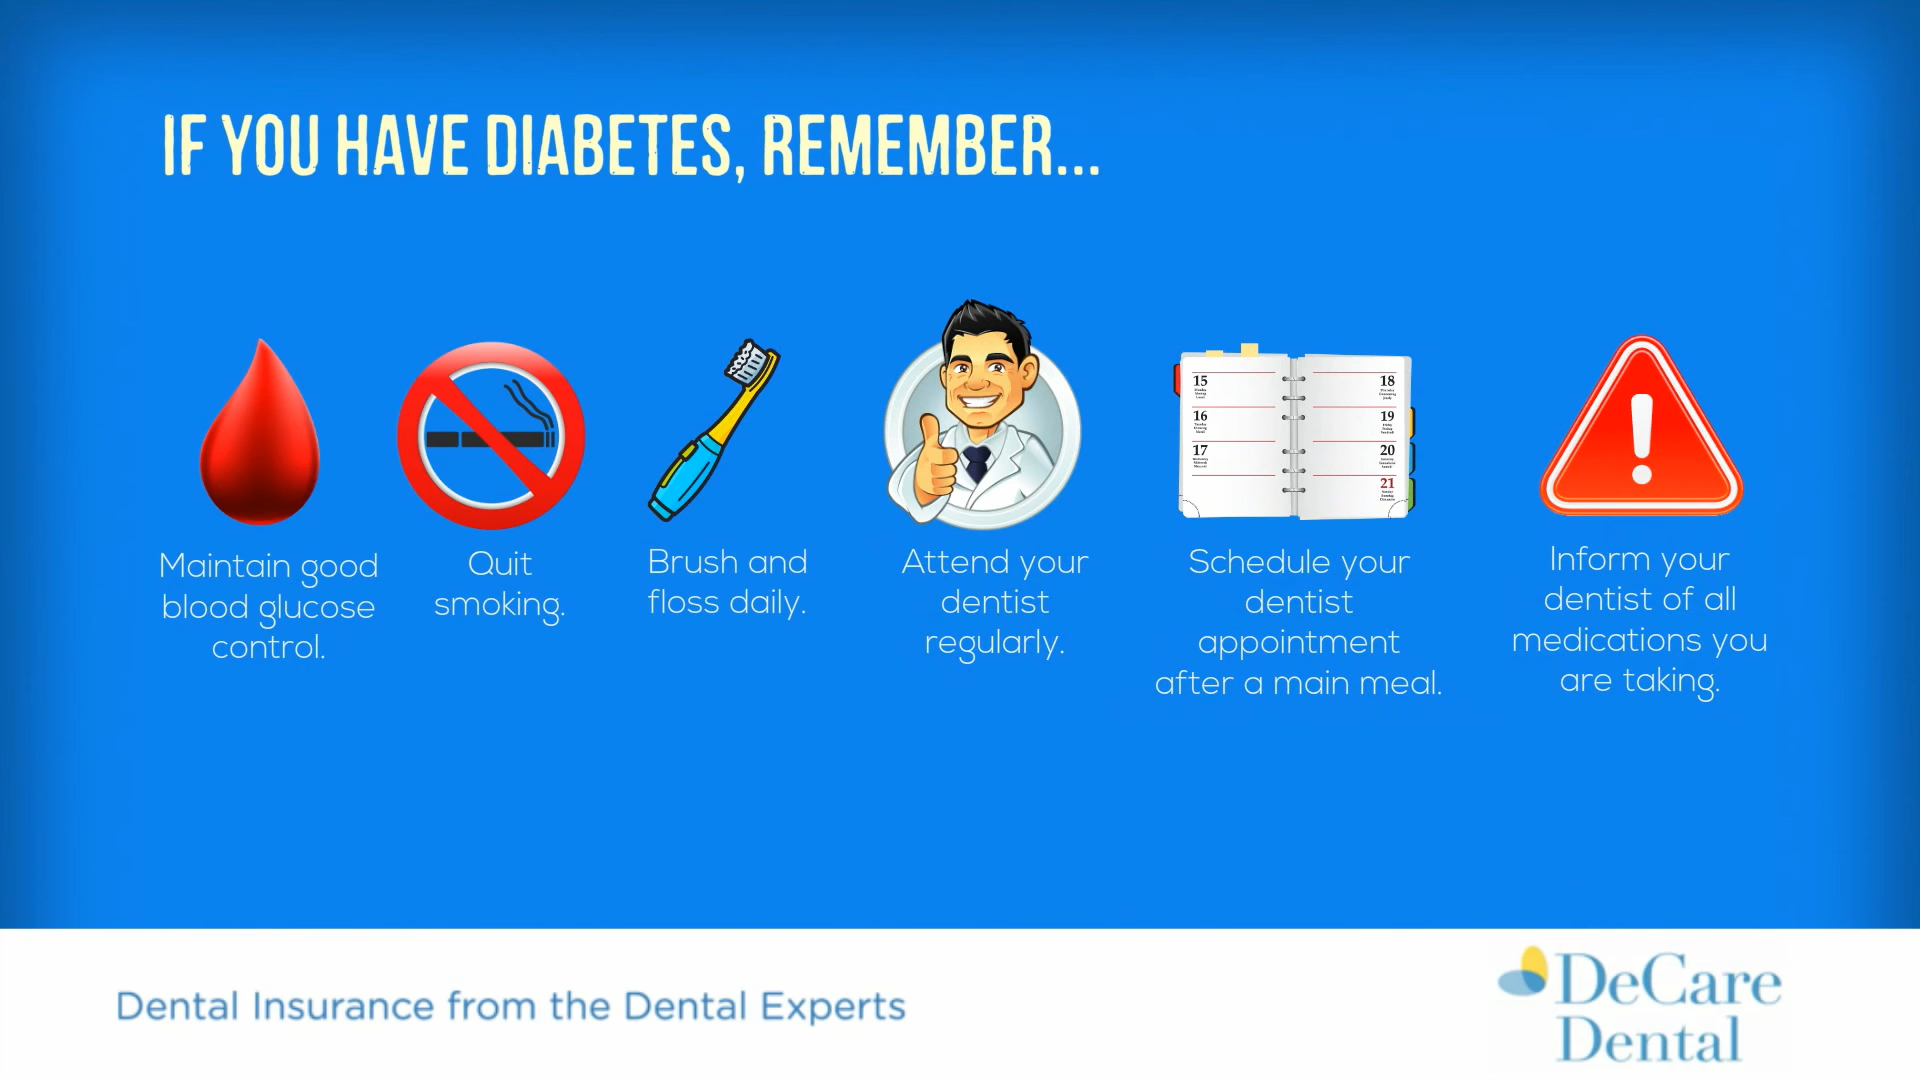 IF YOU HAVE DIABETES, REMEMBER...
Maintain good
blood glucose
control.
Quit
smoking.
Brush and
floss daily.
Attend your
dentist
regularly.
15
16
17
18
19
20
21
Schedule your
dentist
appointment
after a main meal.
Inform your
dentist of all
medications you
are taking.
Dental Insurance from the Dental Experts
DeCare
Dental